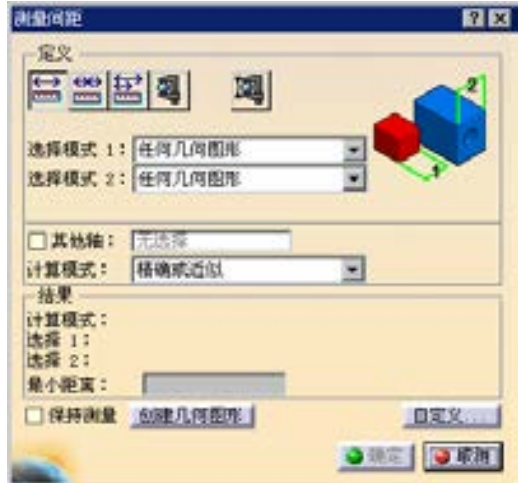 测量间距
定义
2
1
选择模式 1: 任何几何图形
选择模式 2: 任何几何图形
其他轴: 无选择
计算模式: 精确或近似
结果
计算模式:
选择 1:
选择 2:
最小距离:
保持测量 创建几何图形 自定义...
确定 取消